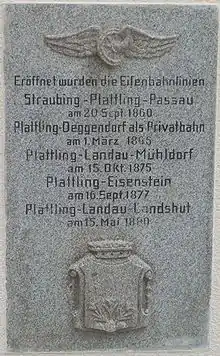 Eröffnet wurden die Eisenbahnlinien
Straubing-Plattling-Passau
am 20 Sept. 1860
Plattling-Deggendorf als Privatbahn
am 1. März 1865
Plattling-Landau-Mühldorf
am 15. Okt. 1875
Plattling-Eisenstein
am 16. Sept. 1877
Plattling-Landau-Landshut
am 15. Mai 1880